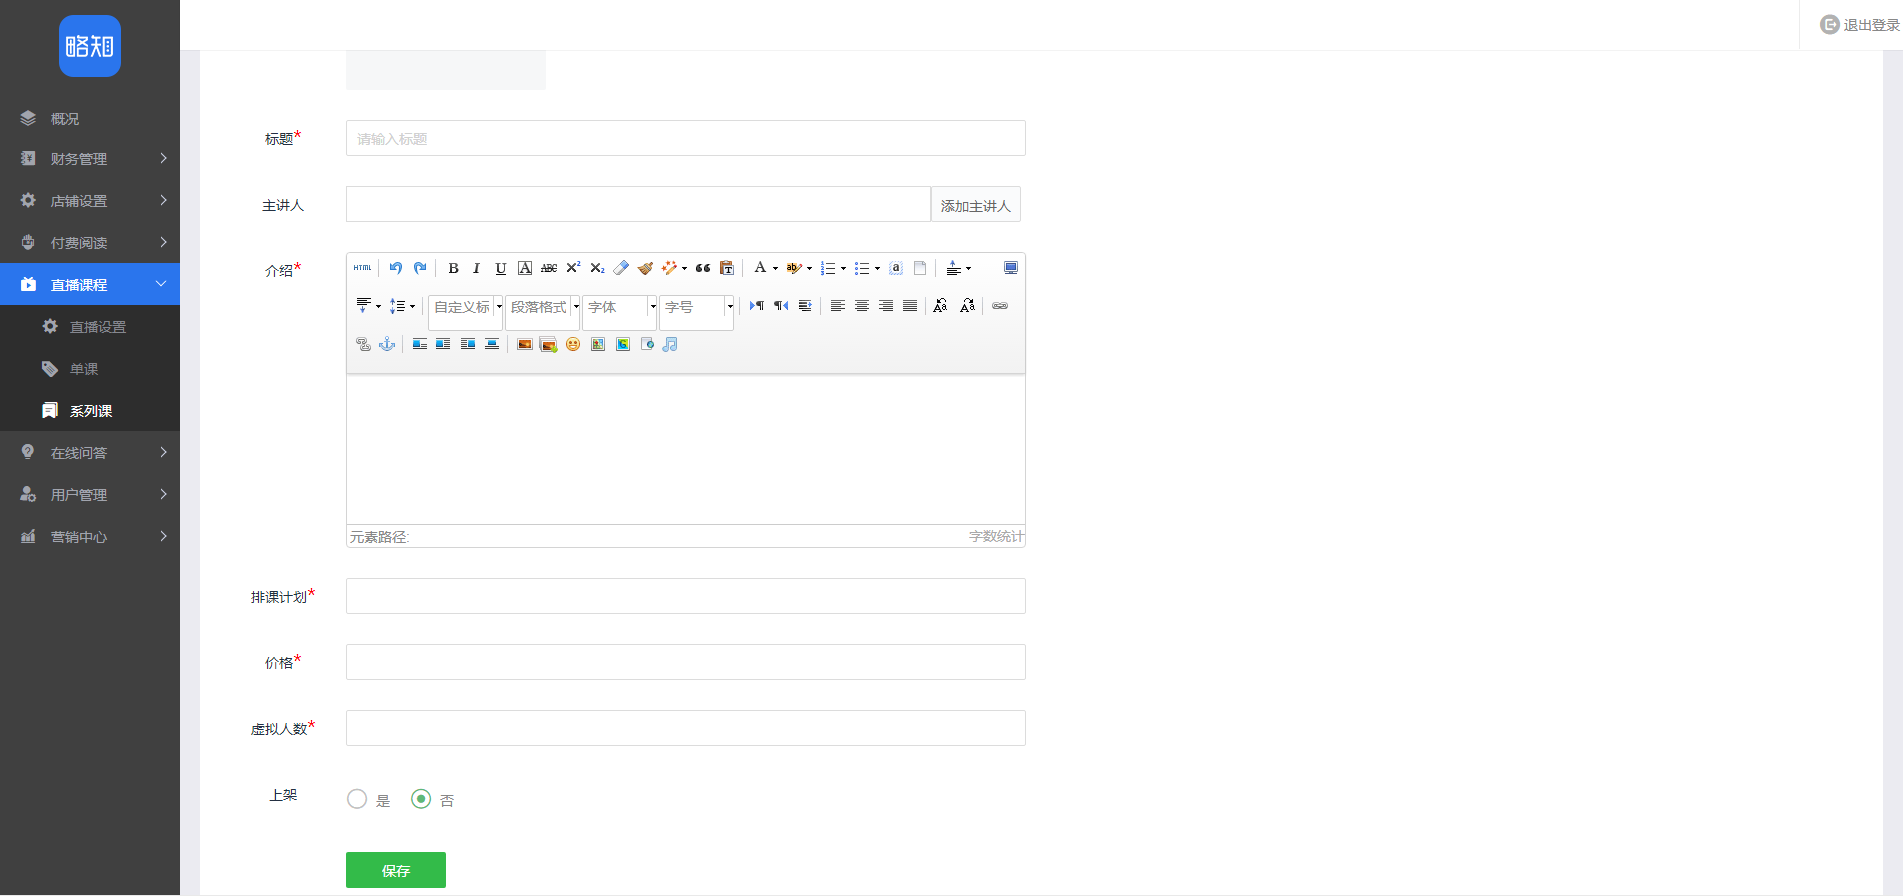 略知
退出登录
概况
财务管理
店铺设置
付费阅读
直播课程
直播设置
单课
系列课
在线问答
用户管理
营销中心
标题*
请输入标题
主讲人
添加主讲人
介绍*
HTML
B I U A ABC X² X₂
自定义标 段落格式 字体 字号
元素路径:
字数统计
排课计划*
价格*
虚拟人数*
上架
是 否
保存